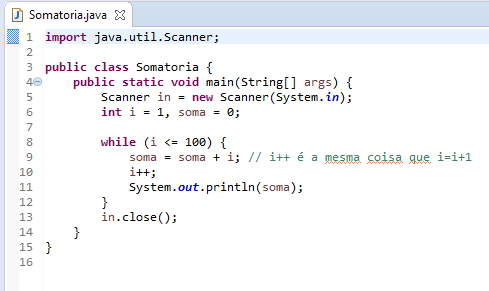 Somatoria.java
1 import java.util.Scanner;
2
3 public class Somatoria {
4 public static void main(String[] args) {
5 Scanner in = new Scanner(System.in);
6 int i = 1, soma = 0;
7
8 while (i <= 100) {
9 soma = soma + i; // i++ é a mesma coisa que i=i+1
10 i++;
11 System.out.println(soma);
12 }
13 in.close();
14 }
15 }
16